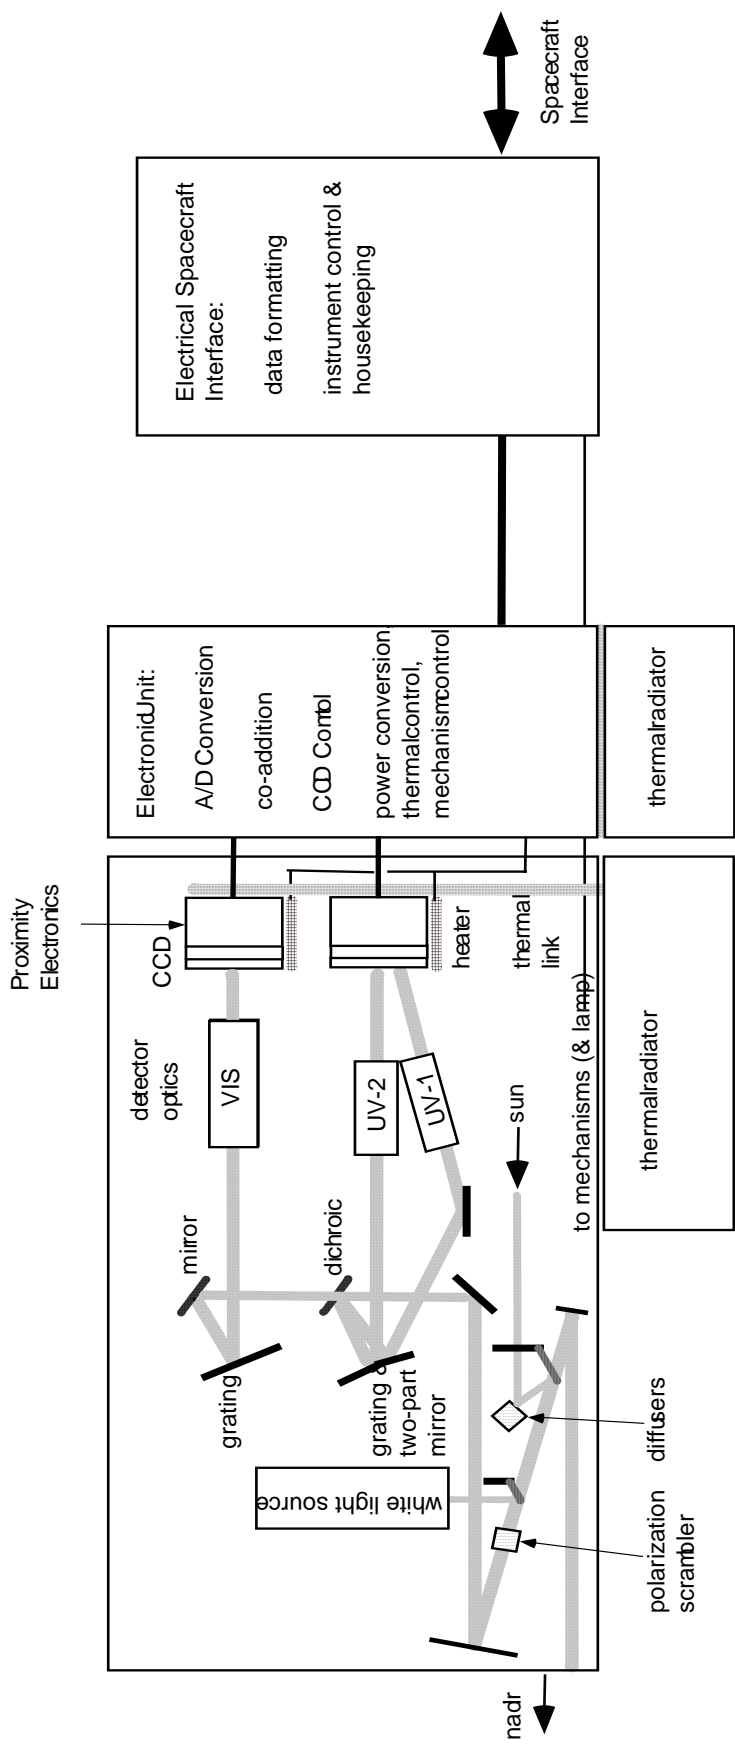 Proximity
Electronics
CCD
detector
optics
VIS
mirror
grating
UV-2
UV-1
dichroic
grating &
two-part
mirror
heater
thermal
link
sun
to mechanisms (& lamp)
white light source
diffusers
polarization
scrambler
nadr
thermalradiator
ElectronicUnit:
A/D Conversion
co-addition
CCD Control
power conversion,
thermalcontrol,
mechanismcontrol
thermalradiator
Electrical Spacecraft
Interface:
data formatting
instrument control &
housekeeping
Spacecraft
Interface